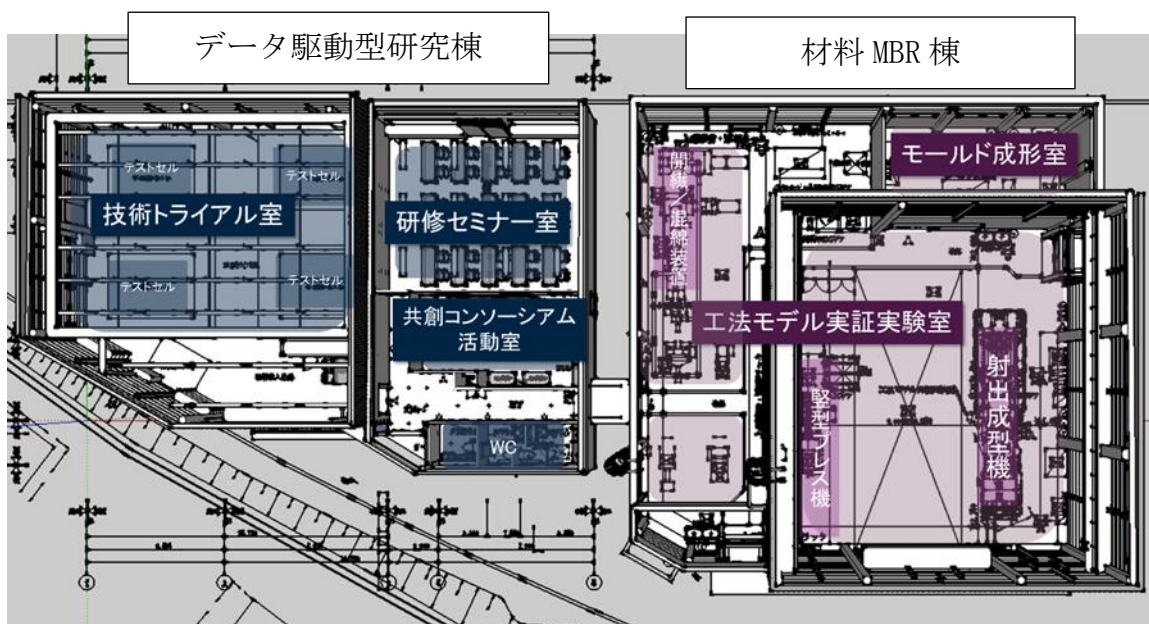 データ駆動型研究棟
材料 MBR 棟
テストセル
テストセル
技術トライアル室
テストセル
テストセル
研修セミナー室
共創コンソーシアム
活動室
WC
モールド成形室
開繊／混綿装置
工法モデル実証実験室
竪型プレス機
射出成型機